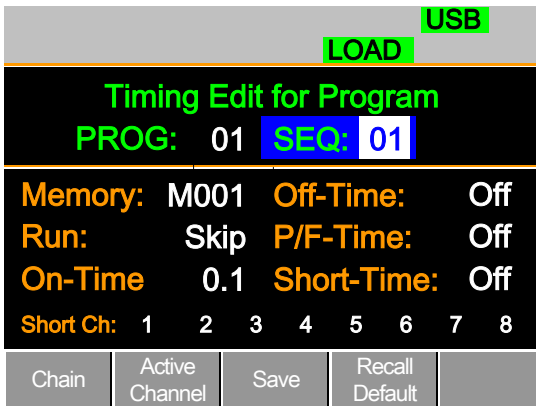 USB
LOAD
Timing Edit for Program
PROG: 01 SEQ: 01
Memory: M001 Off-Time: Off
Run: Skip P/F-Time: Off
On-Time 0.1 Short-Time: Off
Short Ch: 1 2 3 4 5 6 7 8
Chain Active Channel Save Recall Default